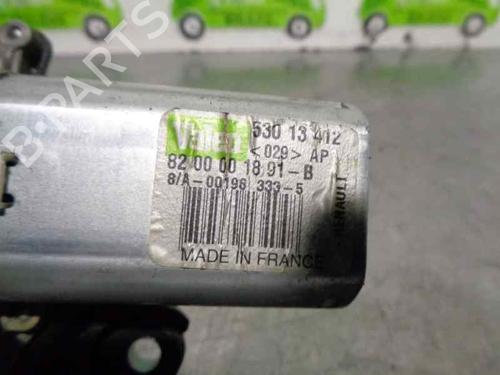 B-PARTS
Valeo
530 13 412
<029> AP
82 00 00 18 91-B
8/A-00196 333-5
RENAULT
MADE IN FRANCE